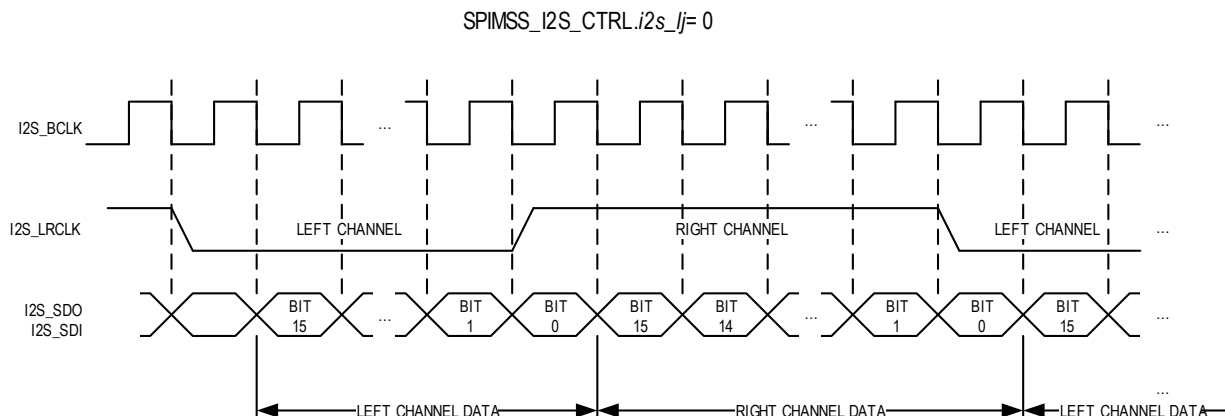 SPIMSS_I2S_CTRL.i2s_lj= 0
I2S_BCLK
... ... ...
I2S_LRCLK
LEFT CHANNEL RIGHT CHANNEL LEFT CHANNEL ...
I2S_SDO
I2S_SDI
BIT BIT BIT BIT BIT BIT BIT BIT
15 ... 1 0 15 14 ... 1 0 15 ...
...
LEFT CHANNEL DATA RIGHT CHANNEL DATA LEFT CHANNEL DATA